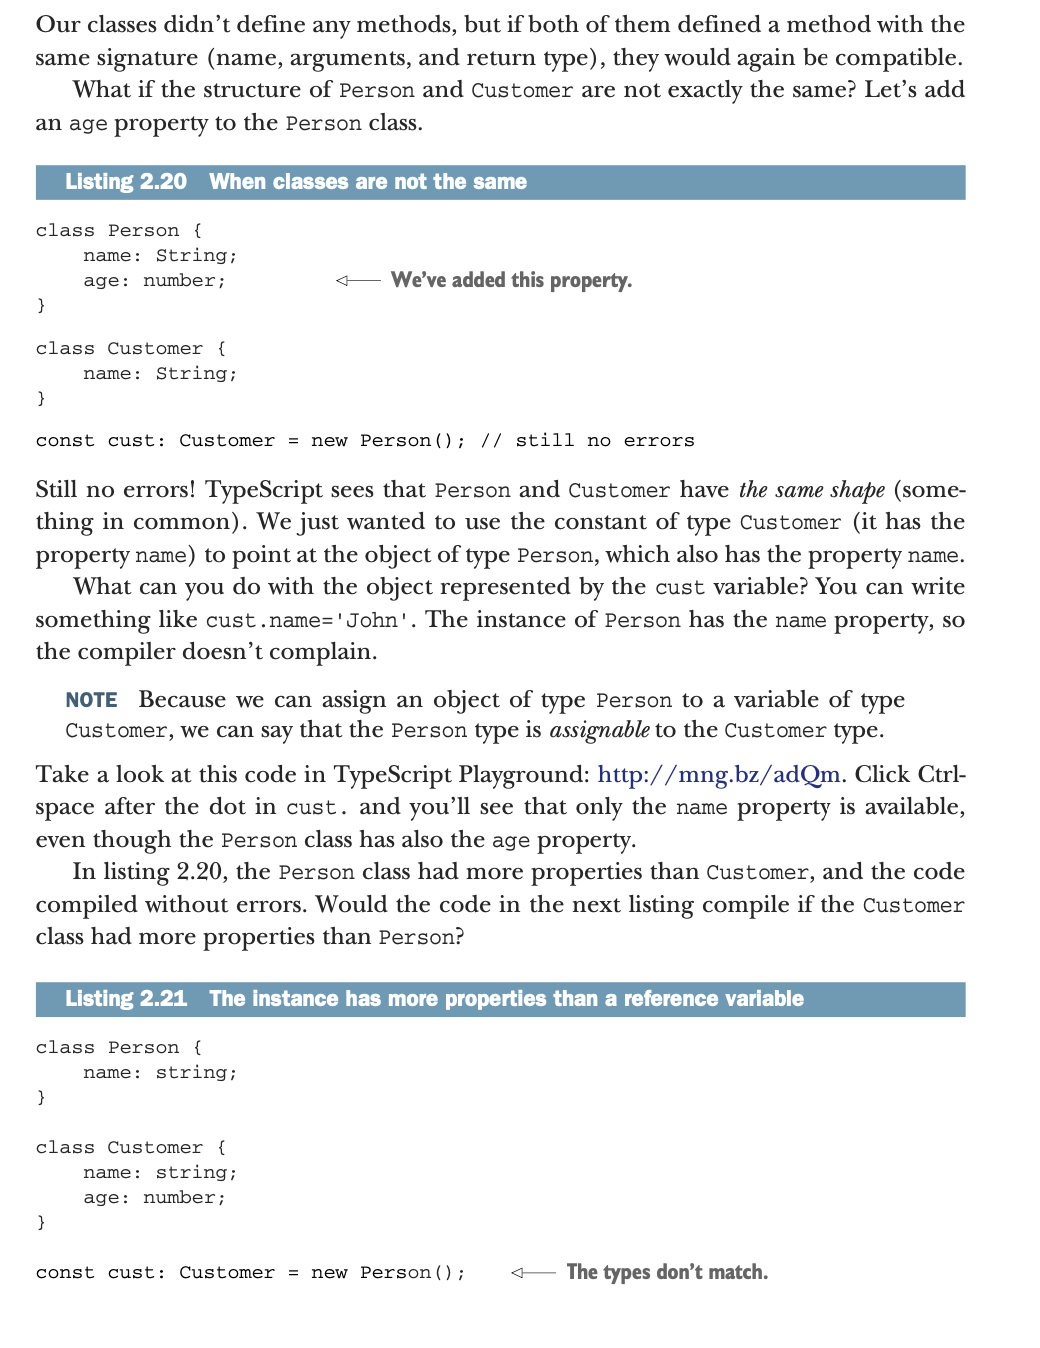 Our classes didn't define any methods, but if both of them defined a method with the
same signature (name, arguments, and return type), they would again be compatible.
What if the structure of Person and Customer are not exactly the same? Let's add
an age property to the Person class.
Listing 2.20 When classes are not the same
class Person {
    name: String;
    age: number; We've added this property.
}
class Customer {
    name: String;
}
const cust: Customer = new Person(); // still no errors
Still no errors! TypeScript sees that Person and Customer have the same shape (some-
thing in common). We just wanted to use the constant of type Customer (it has the
property name) to point at the object of type Person, which also has the property name.
What can you do with the object represented by the cust variable? You can write
something like cust.name='John'. The instance of Person has the name property, so
the compiler doesn't complain.
NOTE Because we can assign an object of type Person to a variable of type
Customer, we can say that the Person type is assignable to the Customer type.
Take a look at this code in TypeScript Playground: http://mng.bz/adQm. Click Ctrl-
space after the dot in cust. and you'll see that only the name property is available,
even though the Person class has also the age property.
In listing 2.20, the Person class had more properties than Customer, and the code
compiled without errors. Would the code in the next listing compile if the Customer
class had more properties than Person?
Listing 2.21 The instance has more properties than a reference variable
class Person {
    name: string;
}
class Customer {
    name: string;
    age: number;
}
const cust: Customer = new Person(); The types don't match.